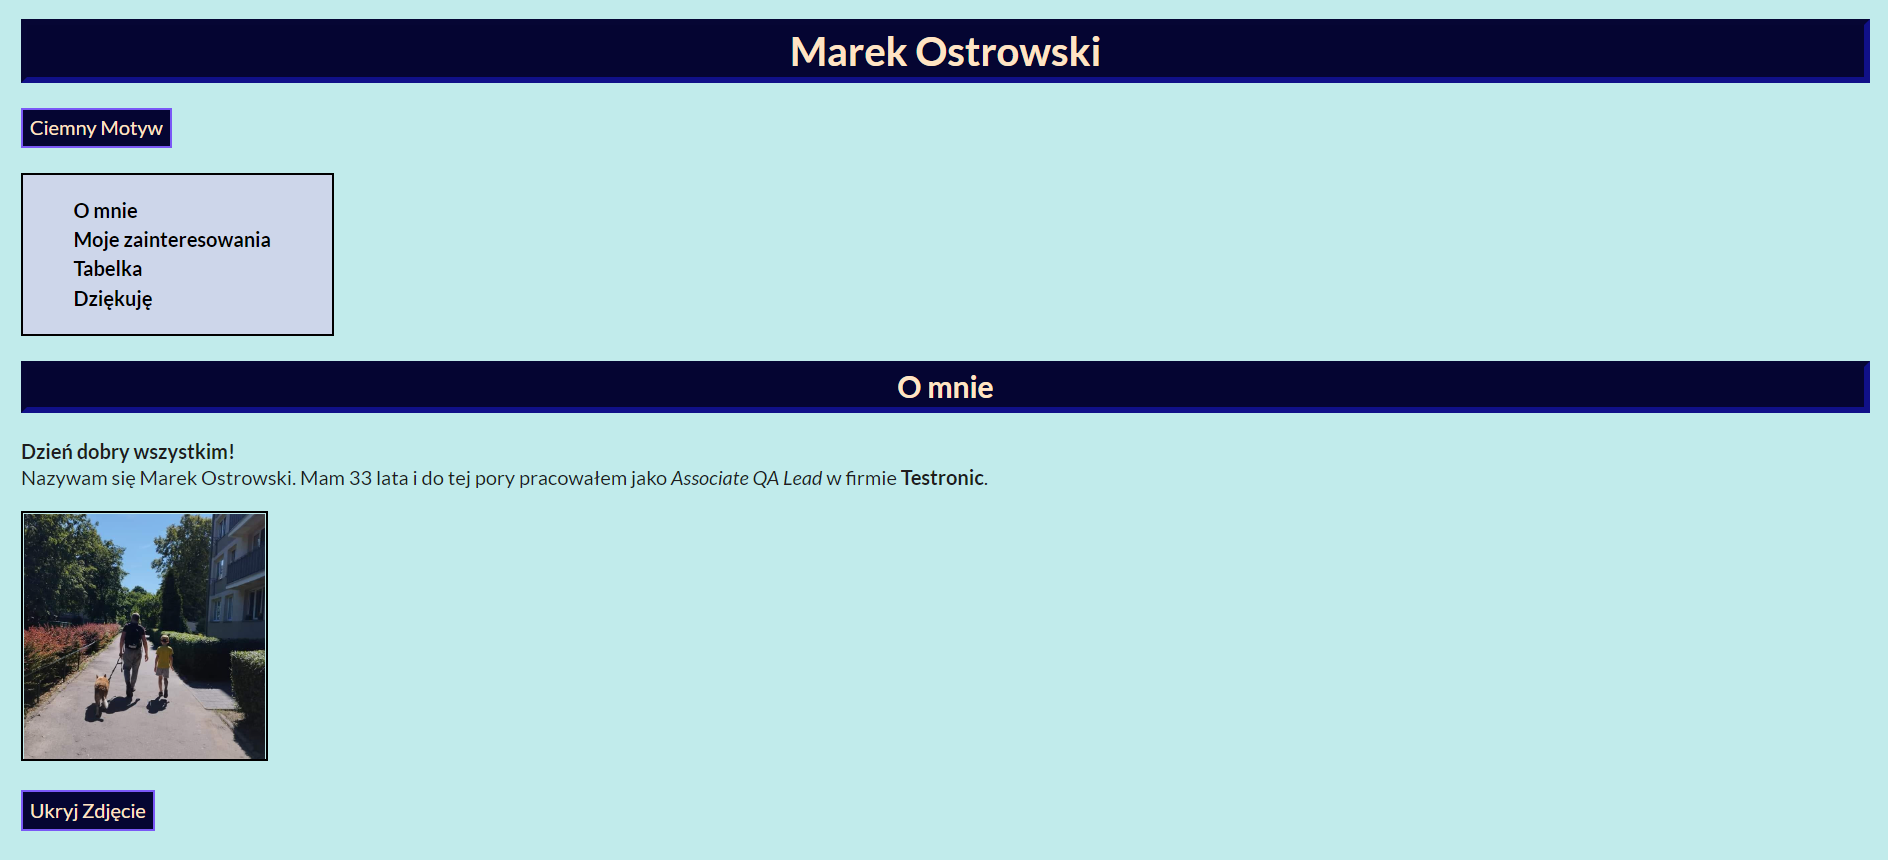 Marek Ostrowski
Ciemny Motyw
O mnie
Moje zainteresowania
Tabelka
Dziękuję
O mnie
Dzień dobry wszystkim!
Nazywam się Marek Ostrowski. Mam 33 lata i do tej pory pracowałem jako Associate QA Lead w firmie Testronic.
Ukryj Zdjęcie